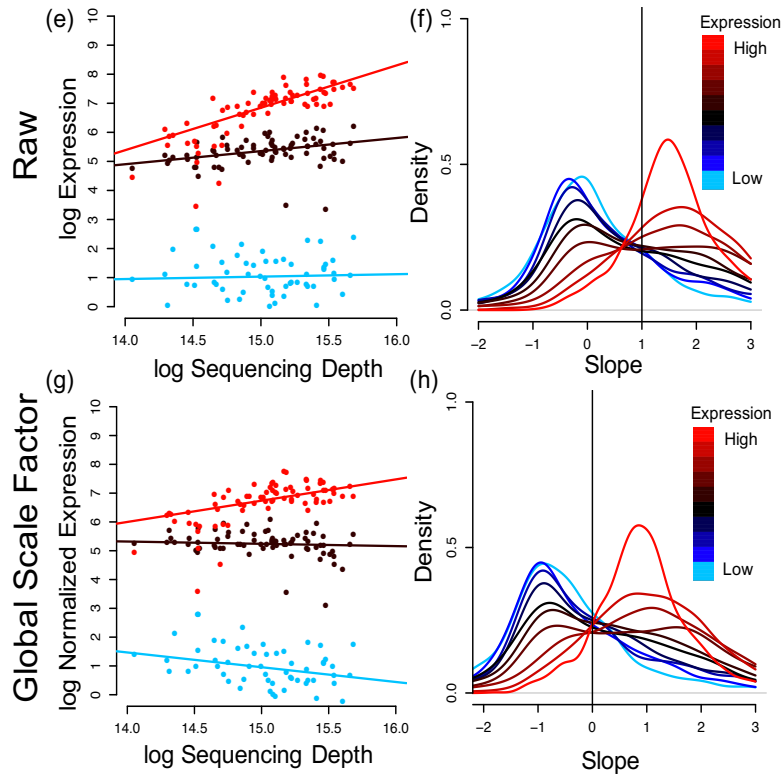 (e)
Raw
log Expression
10
9
8
7
6
5
4
3
2
1
0
14.0 14.5 15.0 15.5 16.0
log Sequencing Depth
(f)
Expression
High
Low
Density
1.0
0.5
0.0
−2 −1 0 1 2 3
Slope
(g)
Global Scale Factor
log Normalized Expression
10
9
8
7
6
5
4
3
2
1
0
14.0 14.5 15.0 15.5 16.0
log Sequencing Depth
(h)
Expression
High
Low
Density
1.0
0.5
0.0
−2 −1 0 1 2 3
Slope